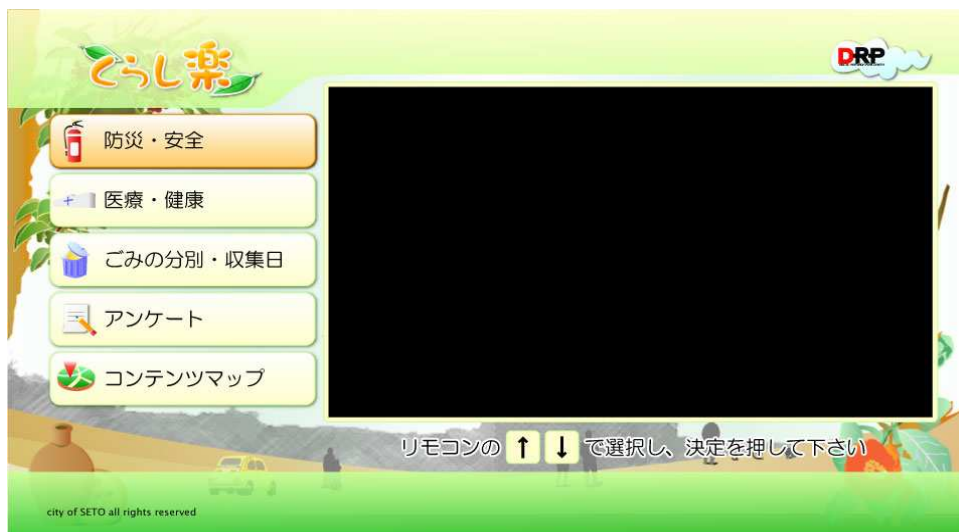 くらし楽
DRP
防災・安全
医療・健康
ごみの分別・収集日
アンケート
コンテンツマップ
リモコンの ↑ ↓ で選択し、決定を押して下さい
city of SETO all rights reserved